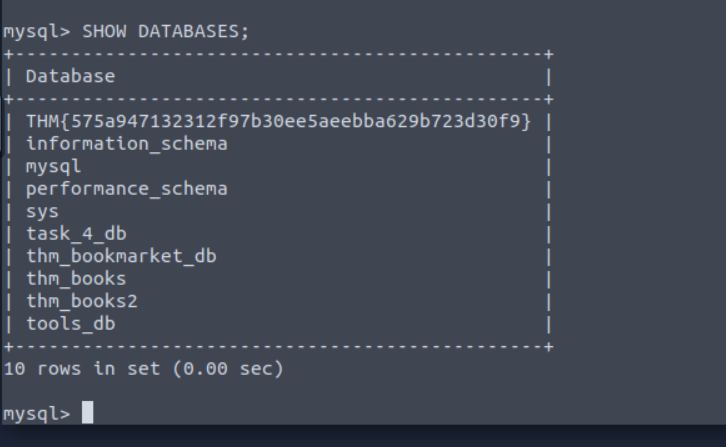 mysql> SHOW DATABASES;
+----------------------------------------------+
| Database                                     |
+----------------------------------------------+
| THM{575a947132312f97b30ee5aeebba629b723d30f9} |
| information_schema                           |
| mysql                                        |
| performance_schema                           |
| sys                                          |
| task_4_db                                    |
| thm_bookmarket_db                            |
| thm_books                                    |
| thm_books2                                   |
| tools_db                                     |
+----------------------------------------------+
10 rows in set (0.00 sec)
mysql>